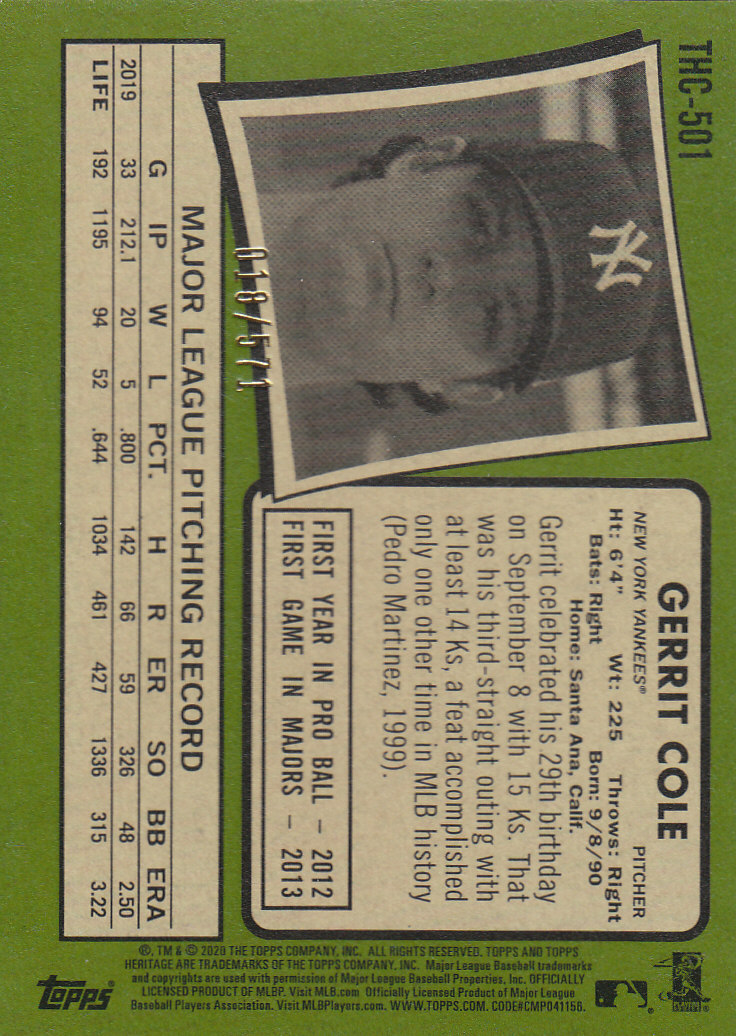 THC-501
NY
018/571
GERRIT COLE
NEW YORK YANKEES® PITCHER
Ht: 6'4" Wt: 225 Throws: Right
Bats: Right Born: 9/8/90
Home: Santa Ana, Calif.
Gerrit celebrated his 29th birthday
on September 8 with 15 Ks. That
was his third-straight outing with
at least 14 Ks, a feat accomplished
only one other time in MLB history
(Pedro Martinez, 1999).
FIRST YEAR IN PRO BALL – 2012
FIRST GAME IN MAJORS – 2013
MAJOR LEAGUE PITCHING RECORD
G IP W L PCT. H R ER SO BB ERA
2019 33 212.1 20 5 .800 142 66 59 326 48 2.50
LIFE 192 1195 94 52 .644 1034 461 427 1336 315 3.22
®, TM & © 2020 THE TOPPS COMPANY, INC. ALL RIGHTS RESERVED. TOPPS AND TOPPS
HERITAGE ARE TRADEMARKS OF THE TOPPS COMPANY, INC. Major League Baseball trademarks
and copyrights are used with permission of Major League Baseball Properties, Inc. OFFICIALLY
LICENSED PRODUCT OF MLBP. Visit MLB.com Officially Licensed Product of Major League
Baseball Players Association. Visit MLBPlayers.com. WWW.TOPPS.COM. CODE#CMP041156.
topps®
PLAYERS